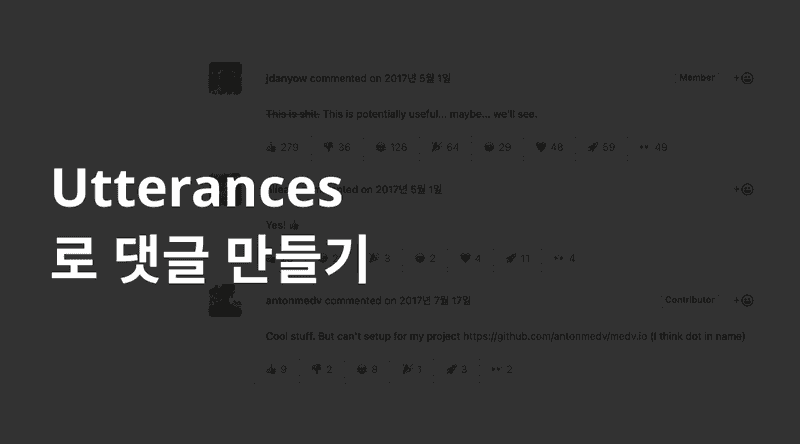 jdanyow commented on 2017년 5월 1일
Member
This is shit. This is potentially useful... maybe... we'll see.
279 36 128 64 29 48 59 49
Utterances
commented on 2017년 5월 1일
Yes!
3 2 4 11 4
로 댓글 만들기
antonmedv commented on 2017년 7월 17일
Contributor
Cool stuff. But can't setup for my project https://github.com/antonmedv/medv.io (I think dot in name)
9 2 8 1 3 2